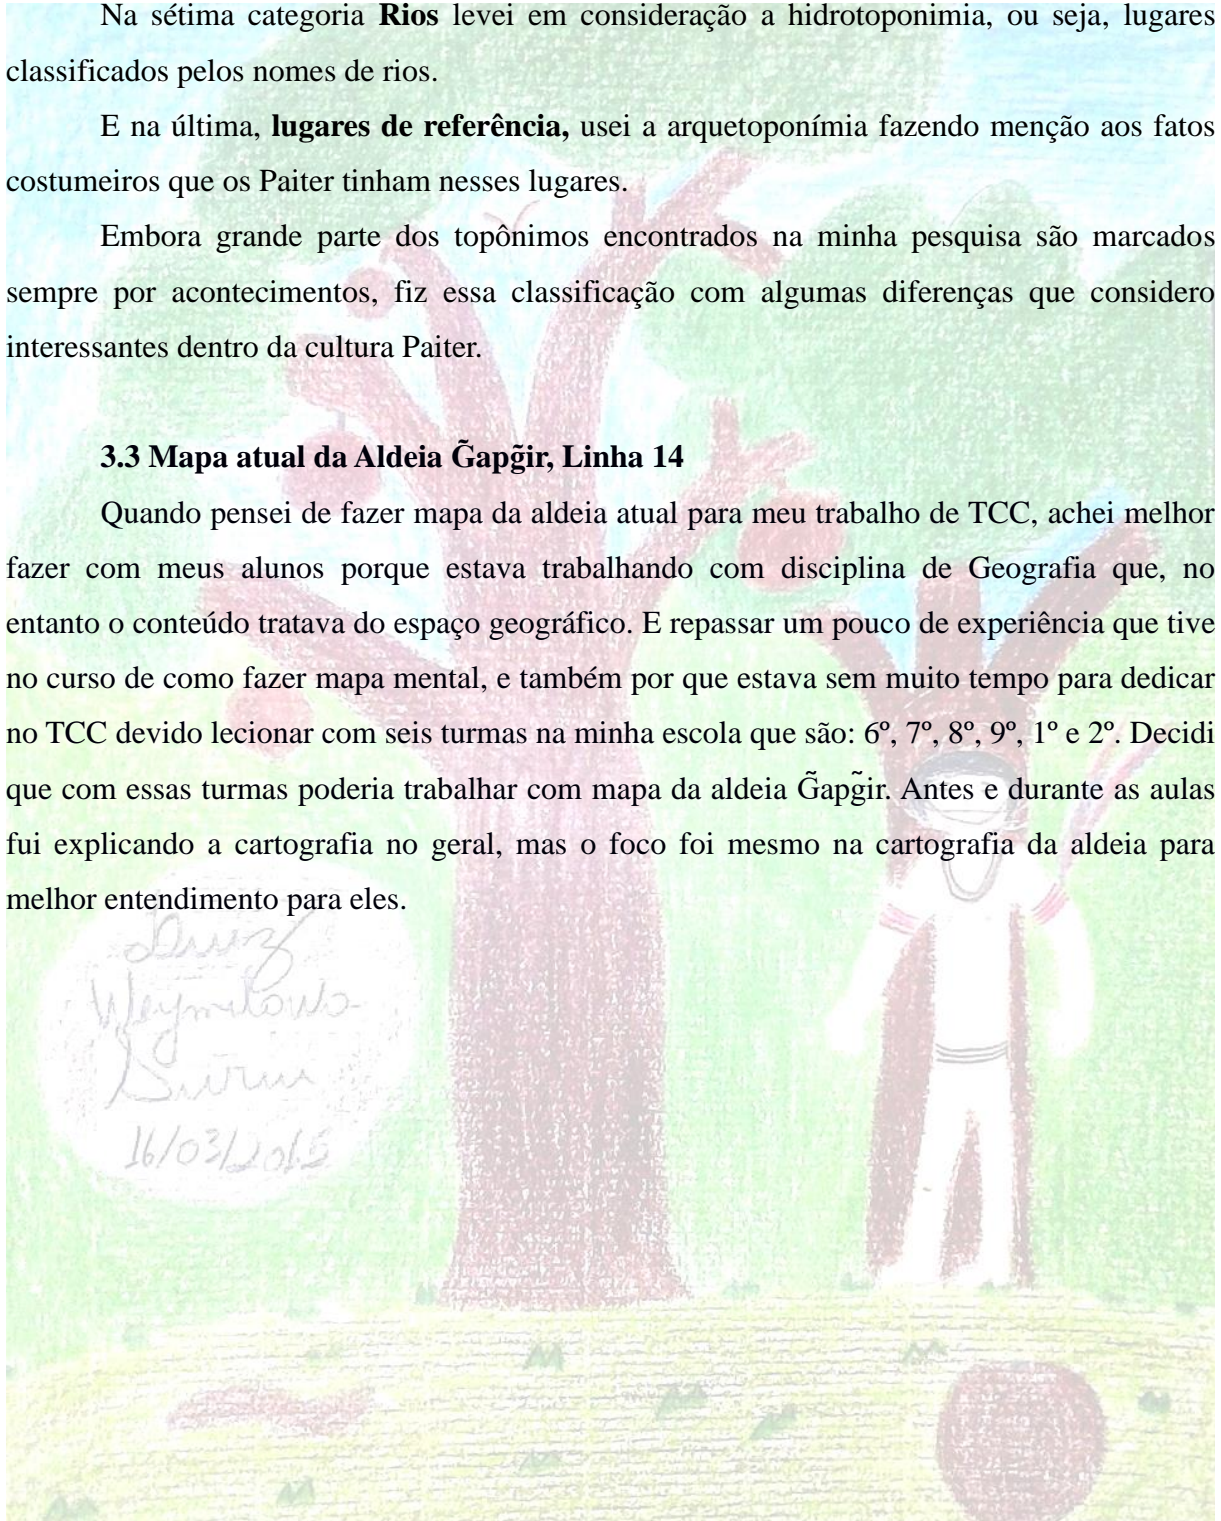 Na sétima categoria Rios levei em consideração a hidrotoponimia, ou seja, lugares
classificados pelos nomes de rios.
E na última, lugares de referência, usei a arquetoponímia fazendo menção aos fatos
costumeiros que os Paiter tinham nesses lugares.
Embora grande parte dos topônimos encontrados na minha pesquisa são marcados
sempre por acontecimentos, fiz essa classificação com algumas diferenças que considero
interessantes dentro da cultura Paiter.
3.3 Mapa atual da Aldeia G̃apg̃ir, Linha 14
Quando pensei de fazer mapa da aldeia atual para meu trabalho de TCC, achei melhor
fazer com meus alunos porque estava trabalhando com disciplina de Geografia que, no
entanto o conteúdo tratava do espaço geográfico. E repassar um pouco de experiência que tive
no curso de como fazer mapa mental, e também por que estava sem muito tempo para dedicar
no TCC devido lecionar com seis turmas na minha escola que são: 6º, 7º, 8º, 9º, 1º e 2º. Decidi
que com essas turmas poderia trabalhar com mapa da aldeia G̃apg̃ir. Antes e durante as aulas
fui explicando a cartografia no geral, mas o foco foi mesmo na cartografia da aldeia para
melhor entendimento para eles.
Luiz
Suruí
16/03/2015